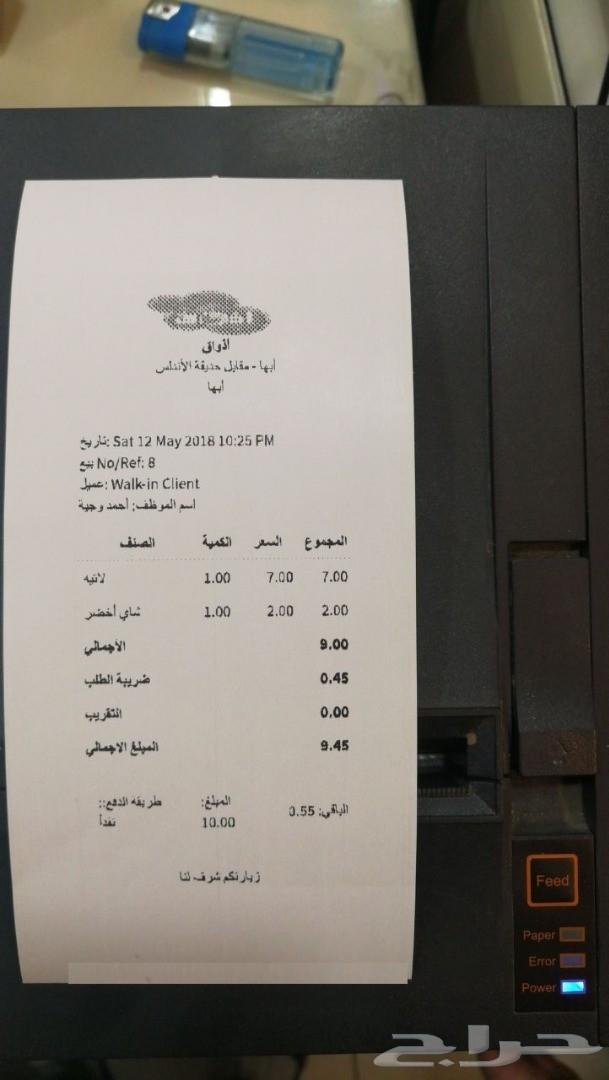 اذواق
أبها - مقابل حديقة الأندلس
أبها
تاريخ: Sat 12 May 2018 10:25 PM
بيع No/Ref: 8
عميل: Walk-in Client
اسم الموظف: أحمد وجية
الصنف الكمية السعر المجموع
لاتيه 1.00 7.00 7.00
شاي أخضر 1.00 2.00 2.00
الأجمالي 9.00
ضريبة الطلب 0.45
التقريب 0.00
المبلغ الاجمالي 9.45
طريقة الدفع:: المبلغ: الباقي: 0.55
نقداً 10.00
زيارتكم شرف لنا
Feed
Paper
Error
Power
حراج